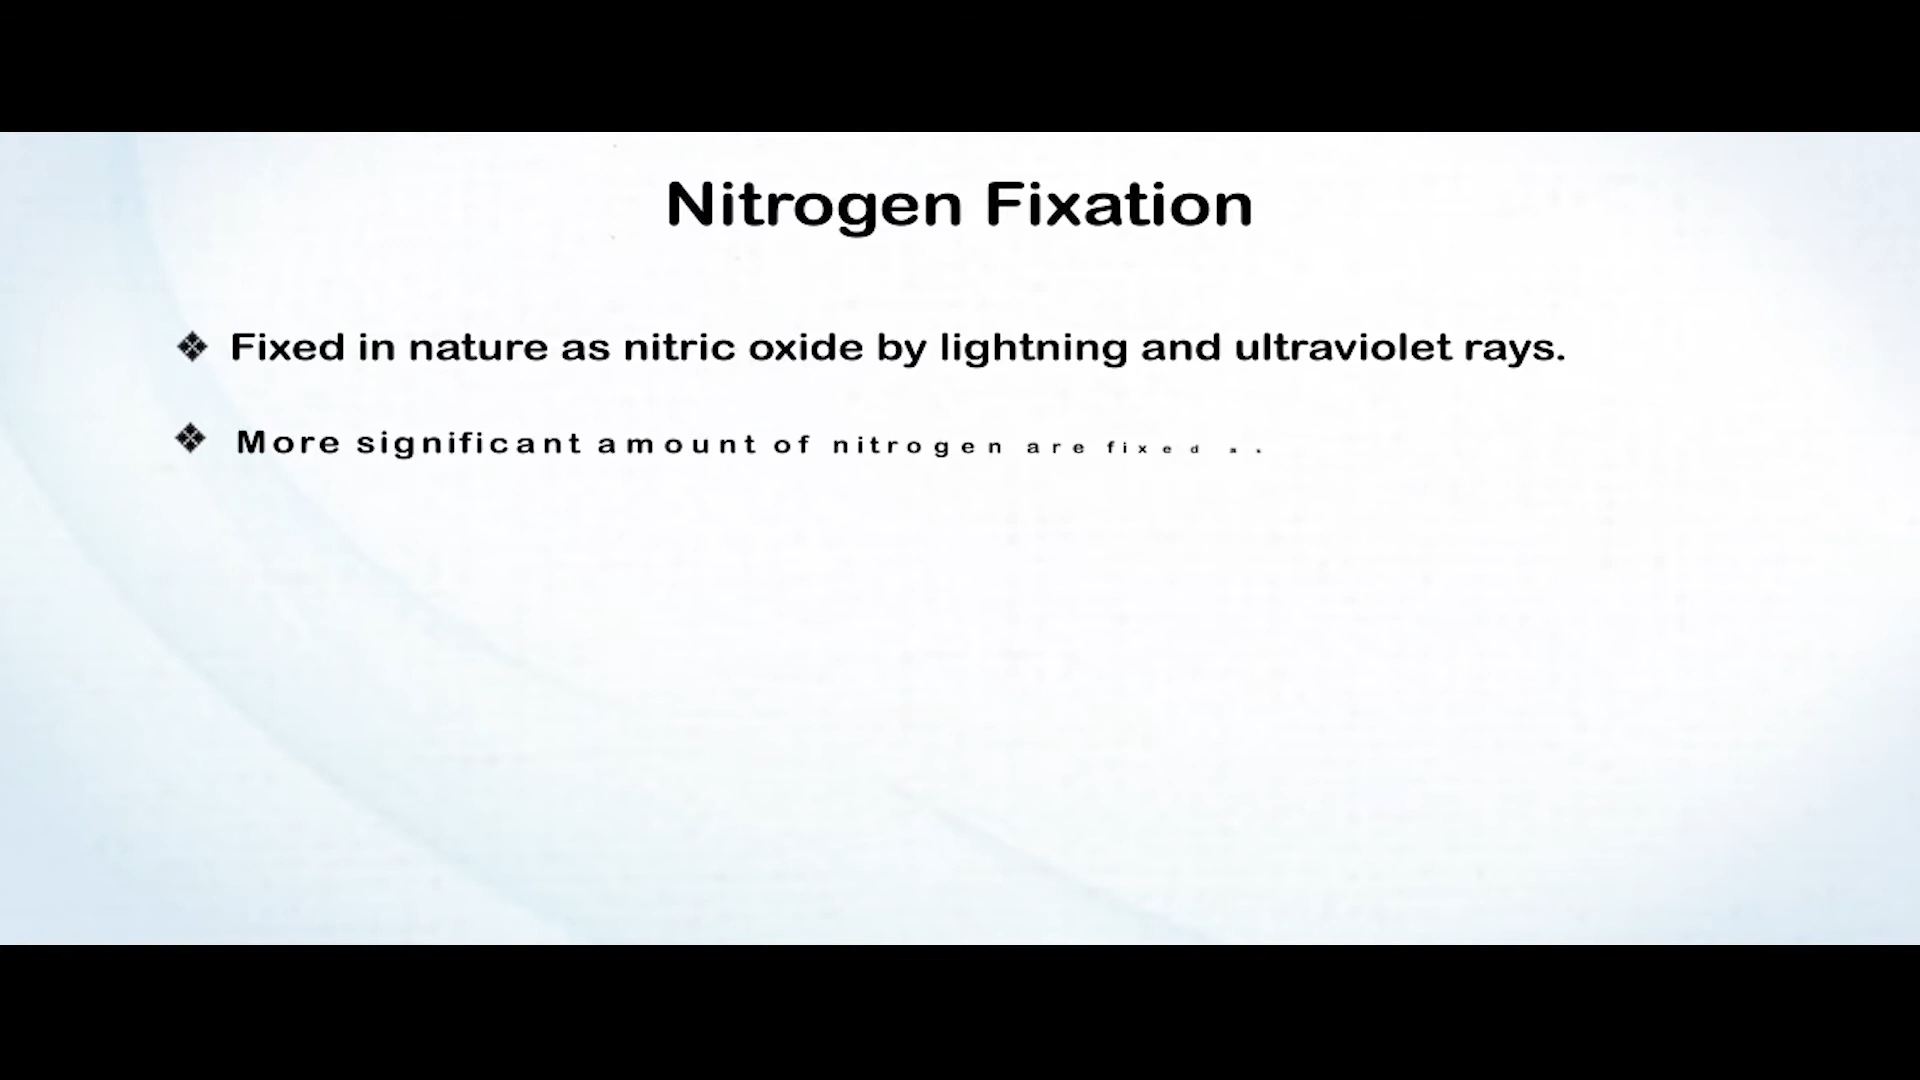 Nitrogen Fixation
Fixed in nature as nitric oxide by lightning and ultraviolet rays.
More significant amount of nitrogen are fixed